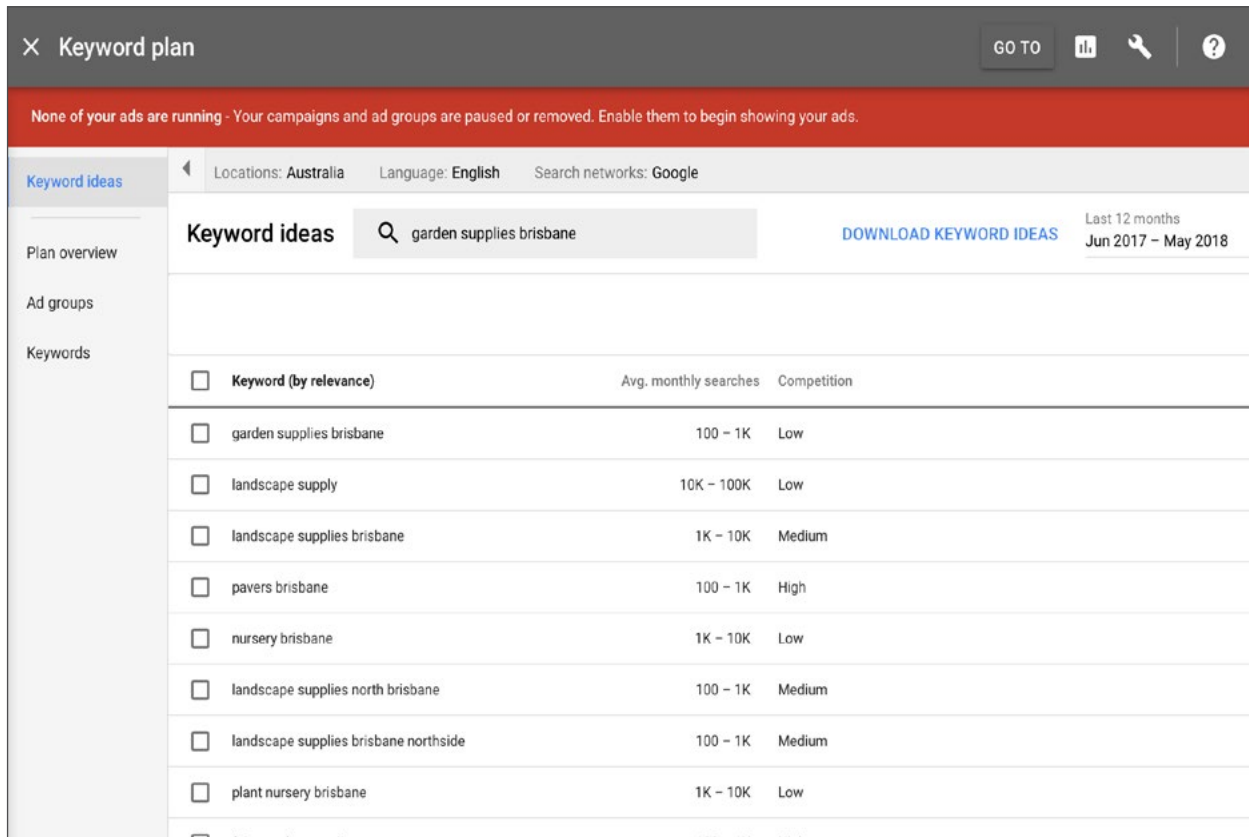 Keyword plan
GO TO
None of your ads are running - Your campaigns and ad groups are paused or removed. Enable them to begin showing your ads.
Keyword ideas
Plan overview
Ad groups
Keywords
Locations: Australia Language: English Search networks: Google
Keyword ideas
garden supplies brisbane
DOWNLOAD KEYWORD IDEAS
Last 12 months
Jun 2017 – May 2018
Keyword (by relevance) Avg. monthly searches Competition
garden supplies brisbane 100 – 1K Low
landscape supply 10K – 100K Low
landscape supplies brisbane 1K – 10K Medium
pavers brisbane 100 – 1K High
nursery brisbane 1K – 10K Low
landscape supplies north brisbane 100 – 1K Medium
landscape supplies brisbane northside 100 – 1K Medium
plant nursery brisbane 1K – 10K Low